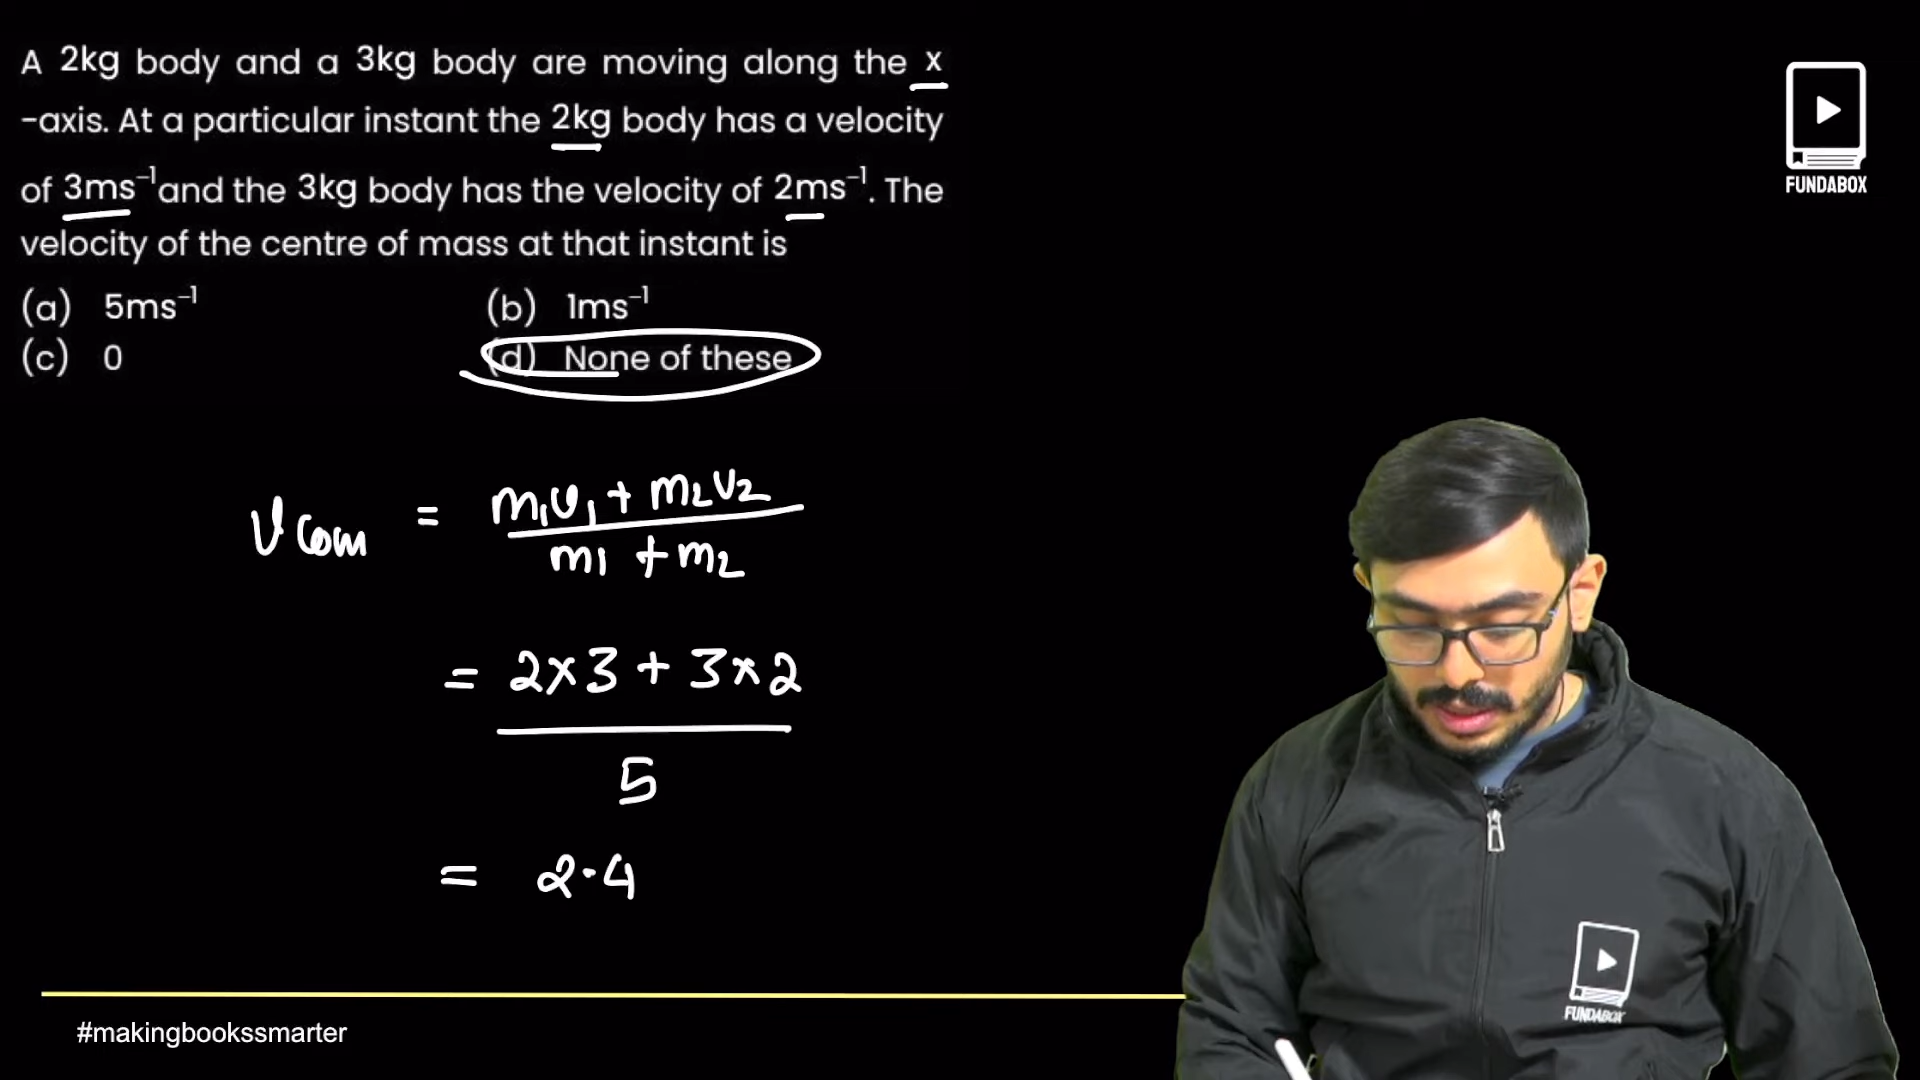 A 2kg body and a 3kg body are moving along the x
-axis. At a particular instant the 2kg body has a velocity
of 3ms⁻¹and the 3kg body has the velocity of 2ms⁻¹. The
velocity of the centre of mass at that instant is
(a) 5ms⁻¹ (b) 1ms⁻¹
(c) 0 (d) None of these
FUNDABOX
Vcom = m₁v₁ + m₂v₂
m1 + m₂
= 2×3 + 3×2
5
= 2.4
FUNDABOX
#makingbookssmarter